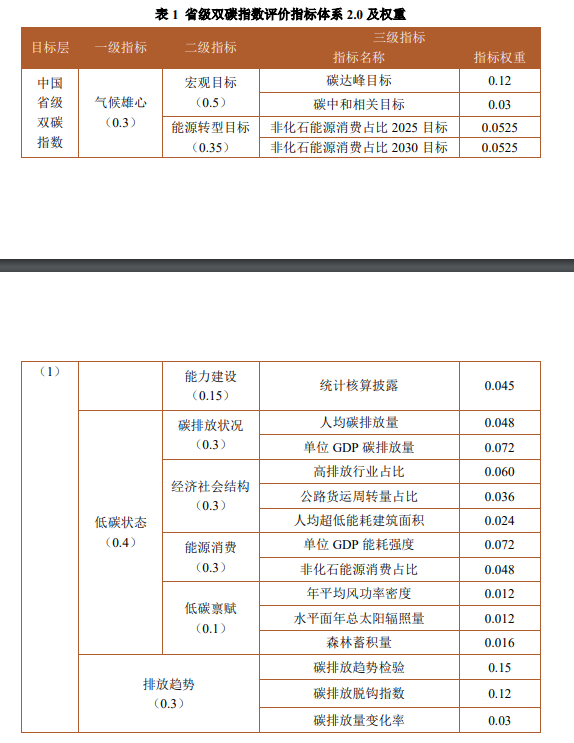 表 1 省级双碳指数评价指标体系 2.0 及权重
目标层 一级指标 二级指标 三级指标
指标名称 指标权重
中国
省级
双碳
指数
气候雄心
（0.3）
宏观目标
（0.5）
碳达峰目标 0.12
碳中和相关目标 0.03
能源转型目标
（0.35）
非化石能源消费占比 2025 目标 0.0525
非化石能源消费占比 2030 目标 0.0525
（1）
能力建设
（0.15）
统计核算披露 0.045
低碳状态
（0.4）
碳排放状况
（0.3）
人均碳排放量 0.048
单位 GDP 碳排放量 0.072
经济社会结构
（0.3）
高排放行业占比 0.060
公路货运周转量占比 0.036
人均超低能耗建筑面积 0.024
能源消费
（0.3）
单位 GDP 能耗强度 0.072
非化石能源消费占比 0.048
低碳禀赋
（0.1）
年平均风功率密度 0.012
水平面年总太阳辐照量 0.012
森林蓄积量 0.016
排放趋势
（0.3）
碳排放趋势检验 0.15
碳排放脱钩指数 0.12
碳排放量变化率 0.03